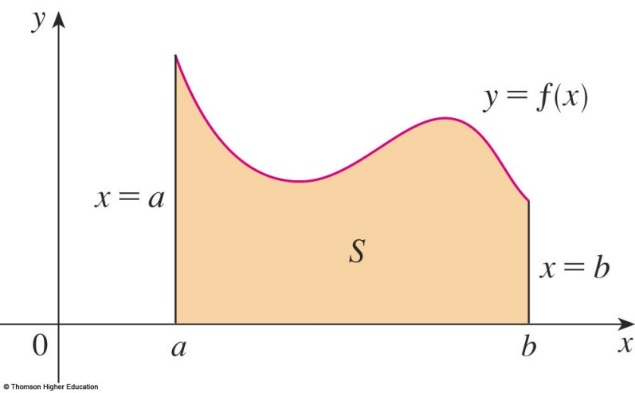 y
y = f(x)
x = a
S
x = b
0
a
b
x
© Thomson Higher Education